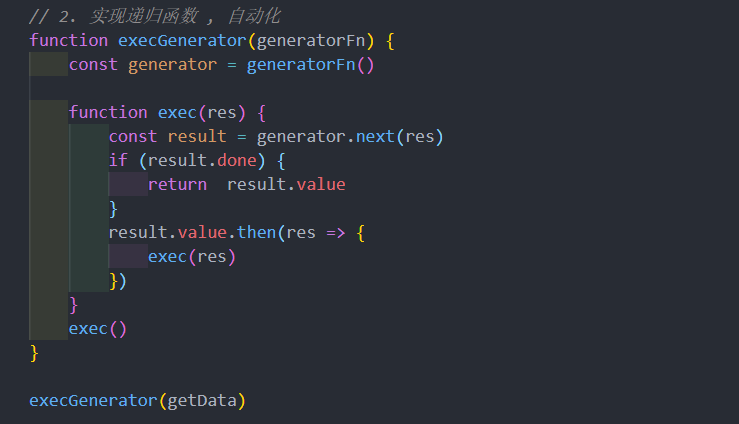 // 2. 实现递归函数 , 自动化
function execGenerator(generatorFn) {
    const generator = generatorFn()

    function exec(res) {
        const result = generator.next(res)
        if (result.done) {
            return  result.value
        }
        result.value.then(res => {
            exec(res)
        })
    }
    exec()
}

execGenerator(getData)